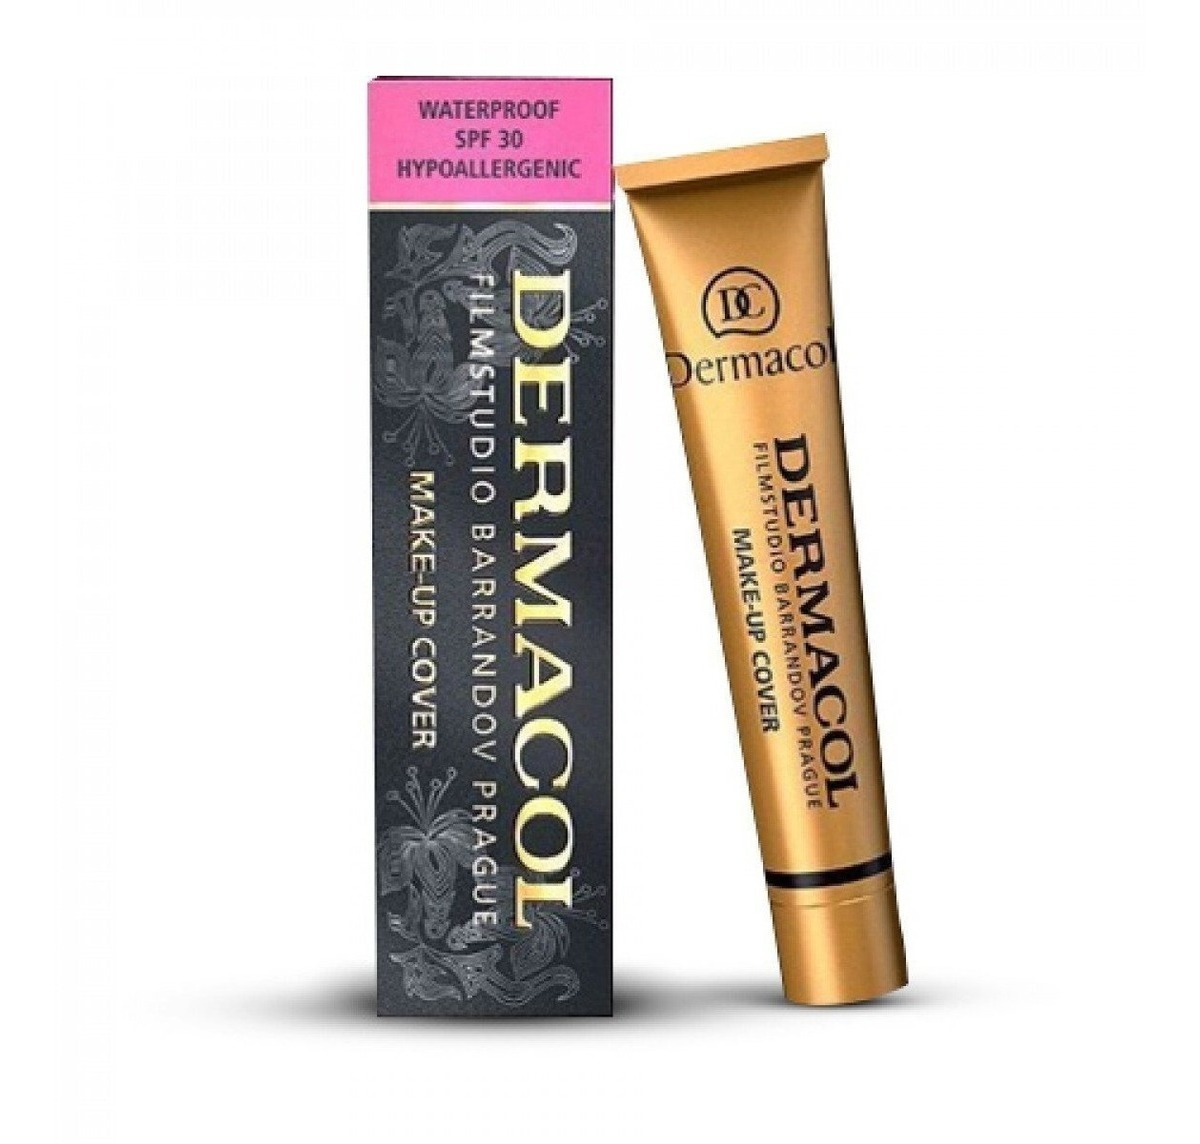 WATERPROOF
SPF 30
HYPOALLERGENIC
DERMACOL
FILMSTUDIO BARRANDOV PRAGUE
MAKE-UP COVER
DC
Dermacol
DERMACOL
FILMSTUDIO BARRANDOV PRAGUE
MAKE-UP COVER